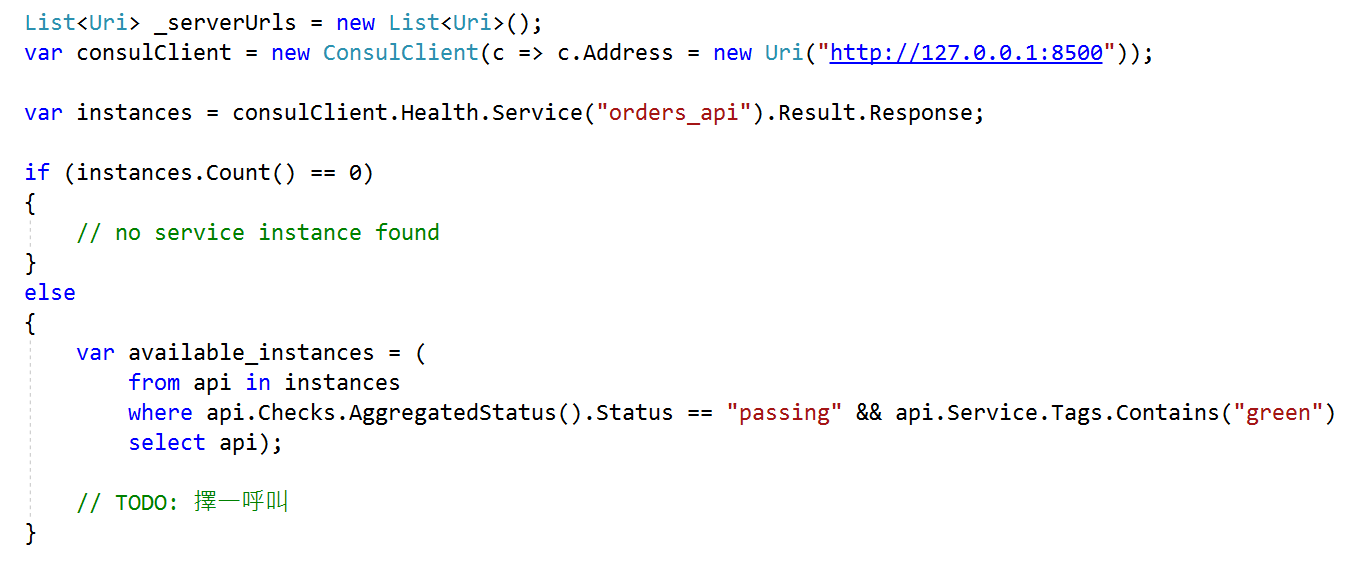 List<Uri> _serverUrls = new List<Uri>();
var consulClient = new ConsulClient(c => c.Address = new Uri("http://127.0.0.1:8500"));
var instances = consulClient.Health.Service("orders_api").Result.Response;
if (instances.Count() == 0)
{
// no service instance found
}
else
{
var available_instances = (
from api in instances
where api.Checks.AggregatedStatus().Status == "passing" && api.Service.Tags.Contains("green")
select api);
// TODO: 擇一呼叫
}